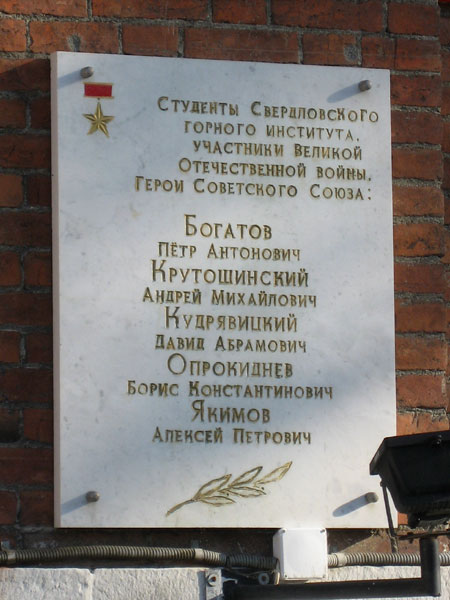 Студенты Свердловского
горного института,
участники Великой
Отечественной войны,
Герои Советского Союза:
Богатов
Пётр Антонович
Крутошинский
Андрей Михайлович
Кудрявицкий
Давид Абрамович
Опрокиднев
Борис Константинович
Якимов
Алексей Петрович